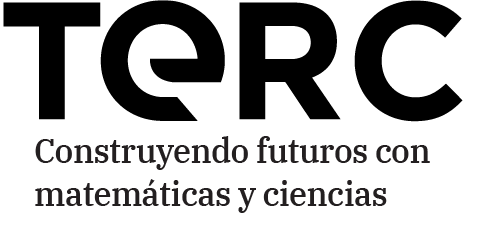 TeRC
Construyendo futuros con
matemáticas y ciencias